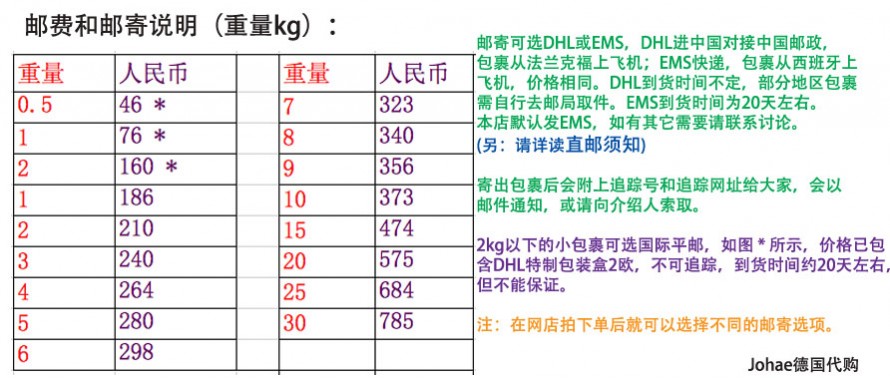 邮费和邮寄说明（重量kg）：
重量 人民币 重量 人民币
0.5 46 * 7 323
1 76 * 8 340
2 160 * 9 356
1 186 10 373
2 210 15 474
3 240 20 575
4 264 25 684
5 280 30 785
6 298
邮寄可选DHL或EMS，DHL进中国对接中国邮政，
包裹从法兰克福上飞机；EMS快递，包裹从西班牙上
飞机，价格相同。DHL到货时间不定，部分地区包裹
需自行去邮局取件。EMS到货时间为20天左右。
本店默认发EMS，如有其它需要请联系讨论。
(另：请详读直邮须知)
寄出包裹后会附上追踪号和追踪网址给大家，会以
邮件通知，或请向介绍人索取。
2kg以下的小包裹可选国际平邮，如图 * 所示，价格已包
含DHL特制包装盒2欧，不可追踪，到货时间约20天左右，
但不能保证。
注：在网店拍下单后就可以选择不同的邮寄选项。
Johae德国代购